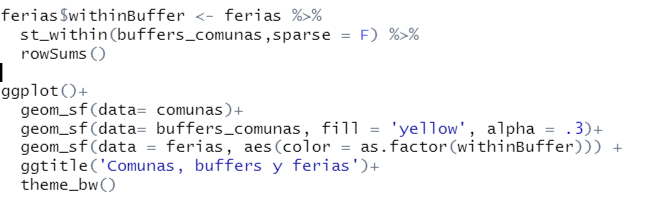 ferias$withinBuffer <- ferias %>%
  st_within(buffers_comunas,sparse = F) %>%
  rowSums()

ggplot()+
  geom_sf(data= comunas)+
  geom_sf(data= buffers_comunas, fill = 'yellow', alpha = .3)+
  geom_sf(data = ferias, aes(color = as.factor(withinBuffer))) +
  ggtitle('Comunas, buffers y ferias')+
  theme_bw()